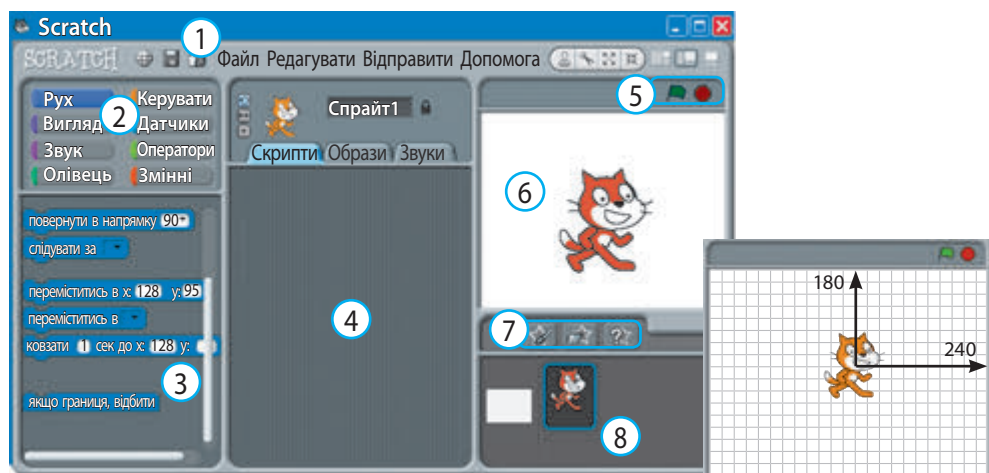 Scratch
1
SCRATCH Файл Редагувати Відправити Допомога
5
Рух Керувати
2
Вигляд Датчики
Звук Оператори
Олівець Змінні
Спрайт1
Скрипти Образи Звуки
повернути в напрямку 90
слідувати за
переміститись в x: 128 y: 95
переміститись в
ковзати 1 сек до x: 128 y:
3
якщо границя, відбити
4
6
7
8
180
240